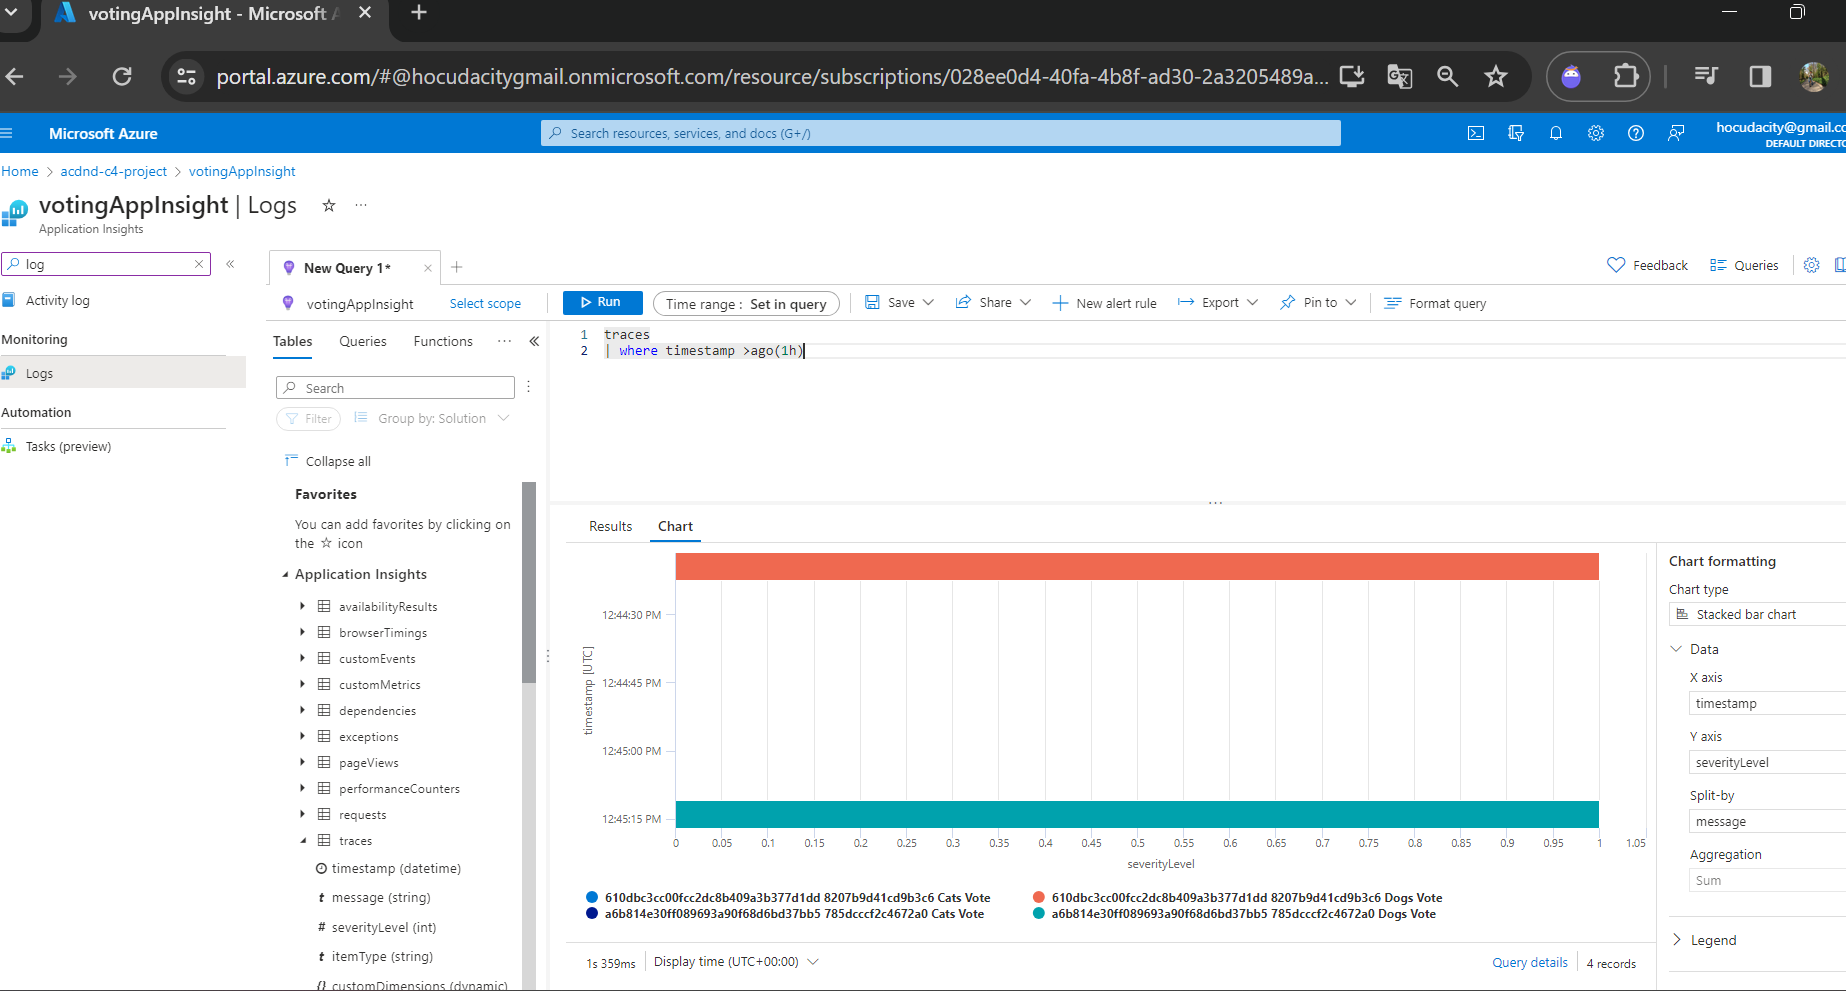 votingAppInsight - Microsoft A
portal.azure.com/#@hocudacitygmail.onmicrosoft.com/resource/subscriptions/028ee0d4-40fa-4b8f-ad30-2a3205489a...
Microsoft Azure
Search resources, services, and docs (G+/)
hocudacity@gmail.co
DEFAULT DIRECTO
Home > acdnd-c4-project > votingAppInsight
votingAppInsight | Logs
Application Insights
log
Activity log
Monitoring
Logs
Automation
Tasks (preview)
New Query 1*
Feedback
Queries
votingAppInsight
Select scope
Run
Time range : Set in query
Save
Share
New alert rule
Export
Pin to
Format query
Tables
Queries
Functions
Search
Filter
Group by: Solution
Collapse all
Favorites
You can add favorites by clicking on
the ☆ icon
Application Insights
availabilityResults
browserTimings
customEvents
customMetrics
dependencies
exceptions
pageViews
performanceCounters
requests
traces
timestamp (datetime)
t message (string)
# severityLevel (int)
t itemType (string)
{} customDimensions (dynamic)
1 traces
2 | where timestamp >ago(1h)
Results
Chart
timestamp [UTC]
12:44:30 PM
12:44:45 PM
12:45:00 PM
12:45:15 PM
0 0.05 0.1 0.15 0.2 0.25 0.3 0.35 0.4 0.45 0.5 0.55 0.6 0.65 0.7 0.75 0.8 0.85 0.9 0.95 1 1.05
severityLevel
610dbc3cc00fcc2dc8b409a3b377d1dd 8207b9d41cd9b3c6 Cats Vote
610dbc3cc00fcc2dc8b409a3b377d1dd 8207b9d41cd9b3c6 Dogs Vote
a6b814e30ff089693a90f68d6bd37bb5 785dcccf2c4672a0 Cats Vote
a6b814e30ff089693a90f68d6bd37bb5 785dcccf2c4672a0 Dogs Vote
1s 359ms
Display time (UTC+00:00)
Query details
4 records
Chart formatting
Chart type
Stacked bar chart
Data
X axis
timestamp
Y axis
severityLevel
Split-by
message
Aggregation
Sum
Legend